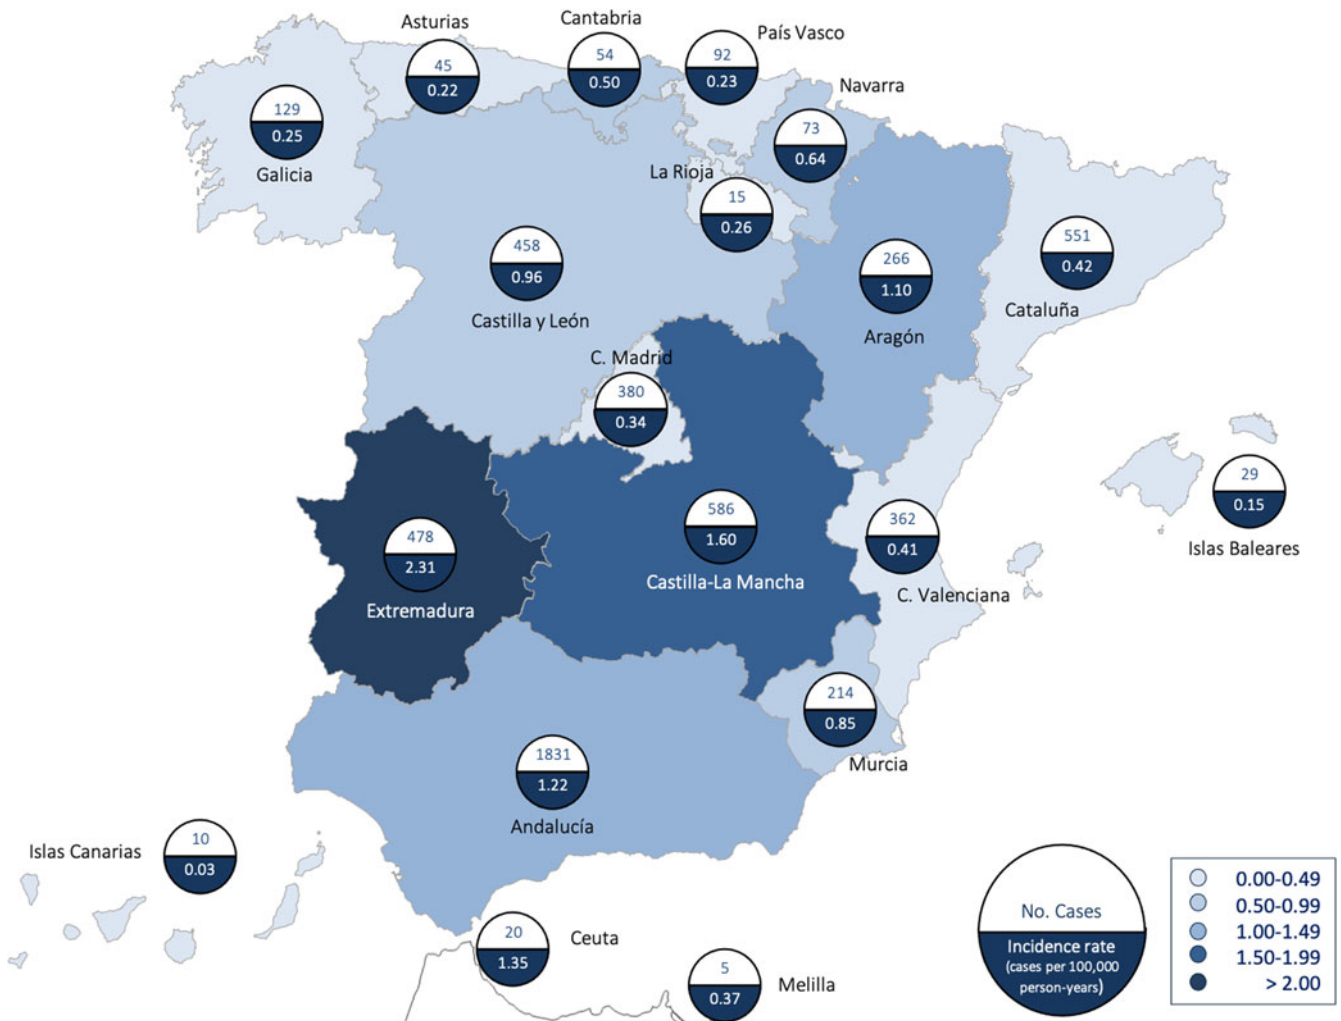 Asturias
45
0.22
Cantabria
54
0.50
País Vasco
92
0.23
Navarra
73
0.64
129
0.25
Galicia
La Rioja
15
0.26
458
0.96
Castilla y León
266
1.10
Aragón
551
0.42
Cataluña
C. Madrid
380
0.34
29
0.15
Islas Baleares
478
2.31
Extremadura
586
1.60
Castilla-La Mancha
362
0.41
C. Valenciana
214
0.85
Murcia
1831
1.22
Andalucía
Islas Canarias
10
0.03
20
1.35
Ceuta
5
0.37
Melilla
No. Cases
Incidence rate
(cases per 100,000
person-years)
0.00-0.49
0.50-0.99
1.00-1.49
1.50-1.99
> 2.00